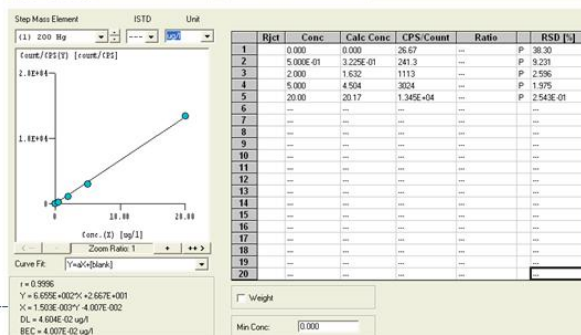 Step Mass Element ISTD Unit
(1) 200 Hg --- ug/l
Count/CPS(Y) [count/CPS]
2.0E+04
1.0E+04
0
0 10.00 20.00
Conc.(X) [ug/l]
Zoom Ratio: 1 + ++>
Curve Fit: Y=aX+[blank]
r = 0.9996
Y = 6.655E+002*X +2.667E+001
X = 1.503E-003*Y -4.007E-002
DL = 4.604E-02 ug/l
BEC = 4.007E-02 ug/l
Rjct Conc Calc Conc CPS/Count Ratio RSD [%]
1 0.000 0.000 26.67 --- P 38.30
2 5.000E-01 3.225E-01 241.3 --- P 9.231
3 2.000 1.632 1113 --- P 2.596
4 5.000 4.504 3024 --- P 1.975
5 20.00 20.17 1.345E+04 --- P 2.543E-01
6 --- --- --- --- ---
7 --- --- --- --- ---
8 --- --- --- --- ---
9 --- --- --- --- ---
10 --- --- --- --- ---
11 --- --- --- --- ---
12 --- --- --- --- ---
13 --- --- --- --- ---
14 --- --- --- --- ---
15 --- --- --- --- ---
16 --- --- --- --- ---
17 --- --- --- --- ---
18 --- --- --- --- ---
19 --- --- --- --- ---
20 --- --- --- --- ---
Weight
Min Conc: 0.000